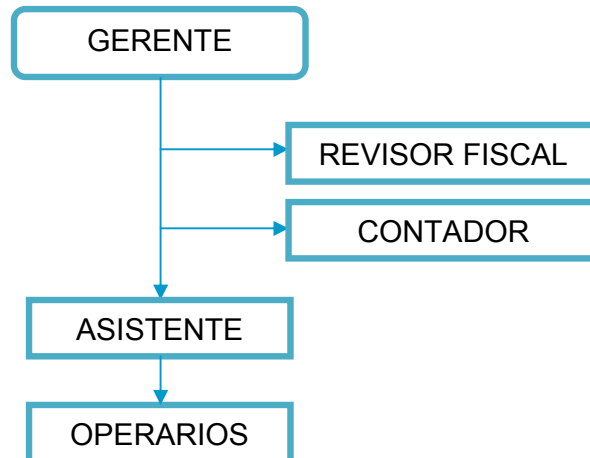 GERENTE
REVISOR FISCAL
CONTADOR
ASISTENTE
OPERARIOS